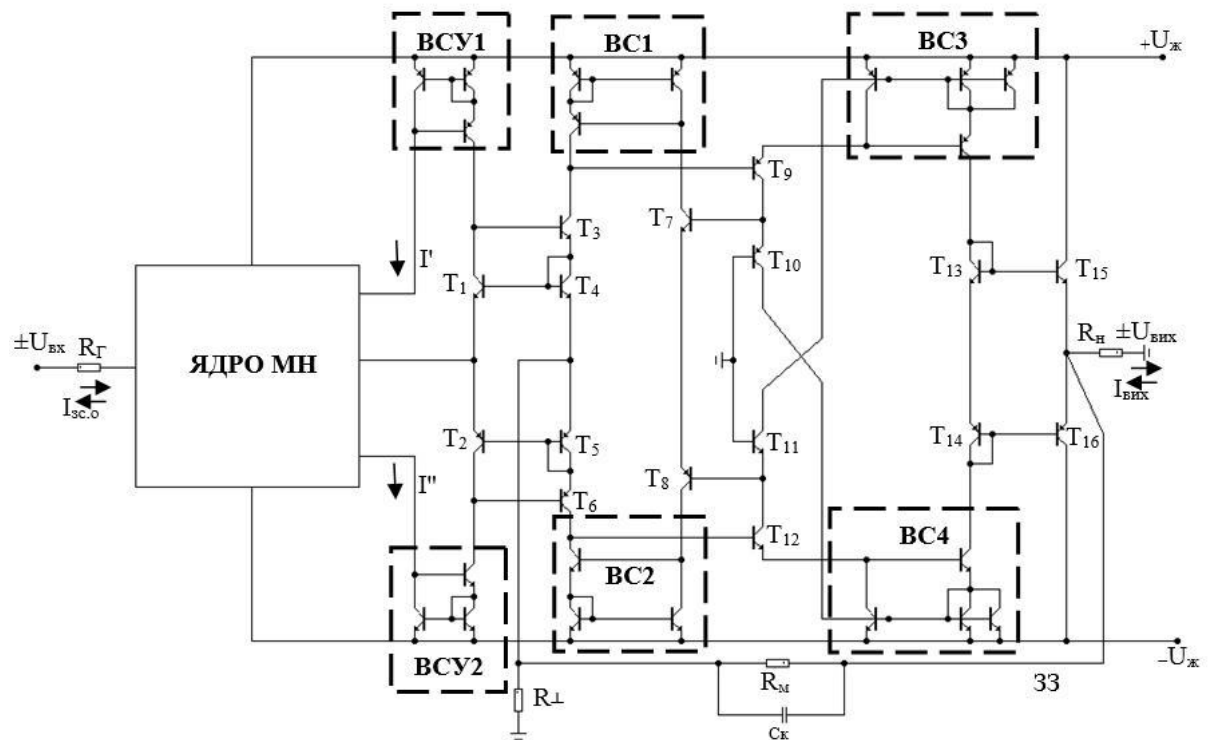 ВСУ1
ВС1
ВС3
+Uж
T9
T3
T7
I'
T10
T1
T4
T13
T15
±Uвх
RГ
ЯДРО МН
Rн
±Uвих
Iзс.о
Iвих
T11
T2
T5
T14
T16
T8
I"
T6
T12
ВС4
ВС2
ВСУ2
−Uж
Rм
ЗЗ
R⊥
Cк